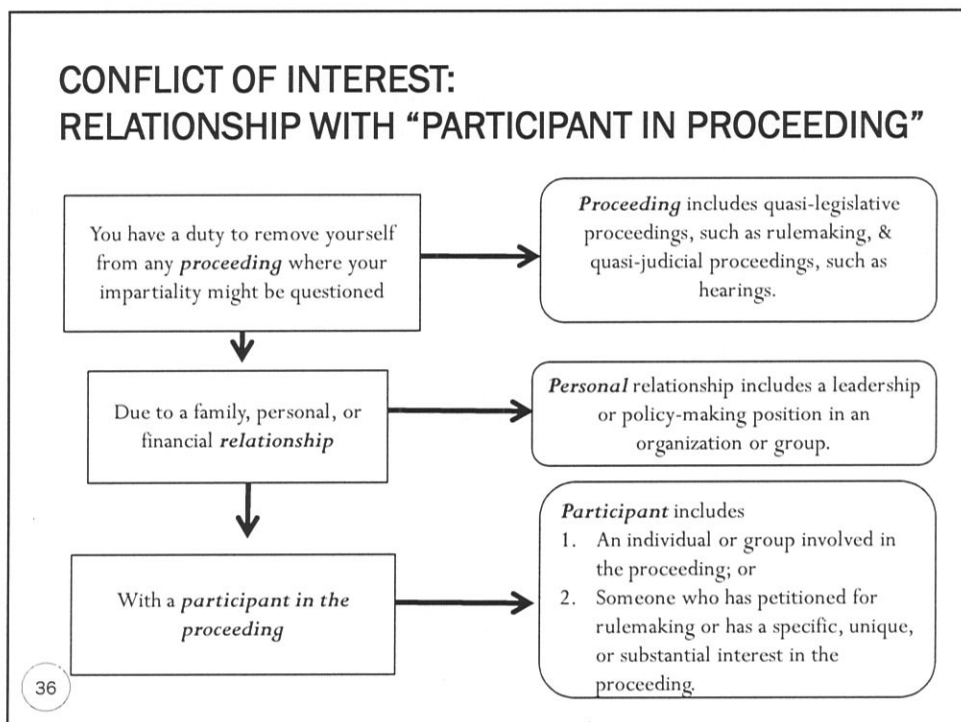 CONFLICT OF INTEREST:
RELATIONSHIP WITH “PARTICIPANT IN PROCEEDING”
You have a duty to remove yourself
from any proceeding where your
impartiality might be questioned
Proceeding includes quasi-legislative
proceedings, such as rulemaking, &
quasi-judicial proceedings, such as
hearings.
Due to a family, personal, or
financial relationship
Personal relationship includes a leadership
or policy-making position in an
organization or group.
With a participant in the
proceeding
Participant includes
1. An individual or group involved in
the proceeding; or
2. Someone who has petitioned for
rulemaking or has a specific, unique,
or substantial interest in the
proceeding.
36